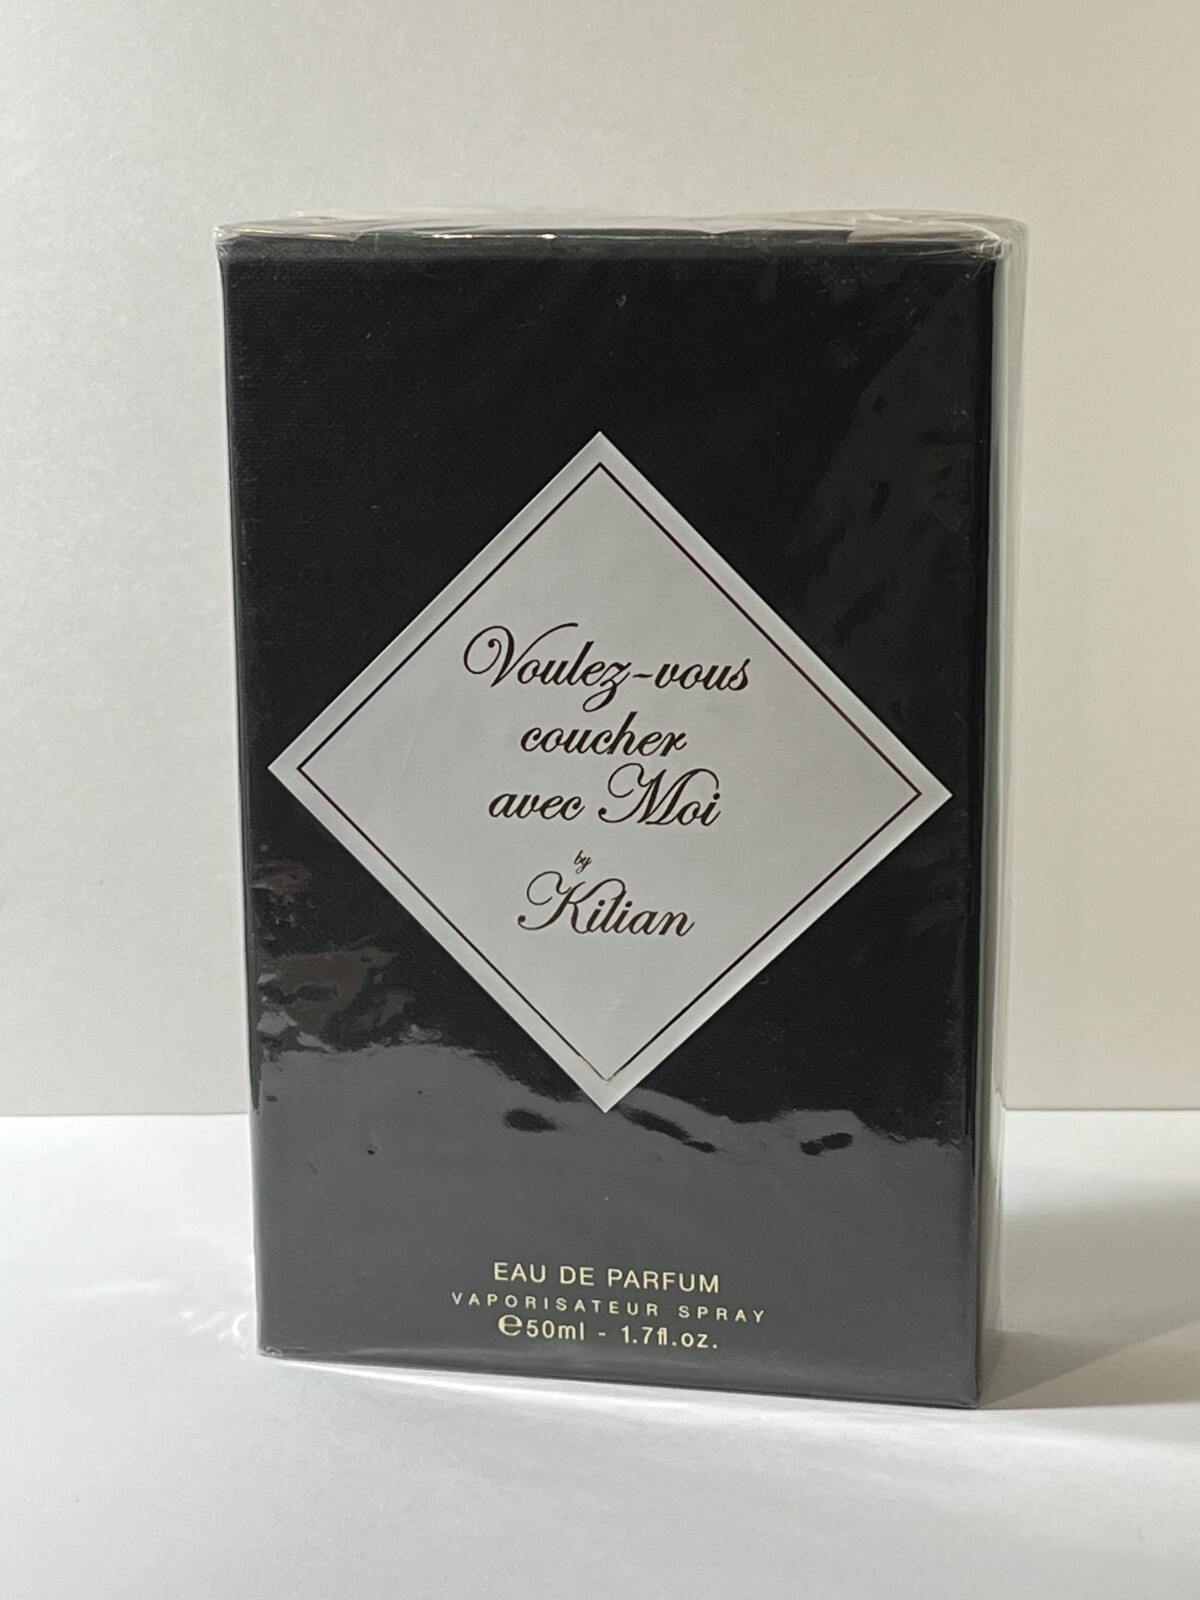 Voulez-vous
coucher
avec Moi
by
Kilian
EAU DE PARFUM
VAPORISATEUR SPRAY
℮50ml - 1.7fl.oz.